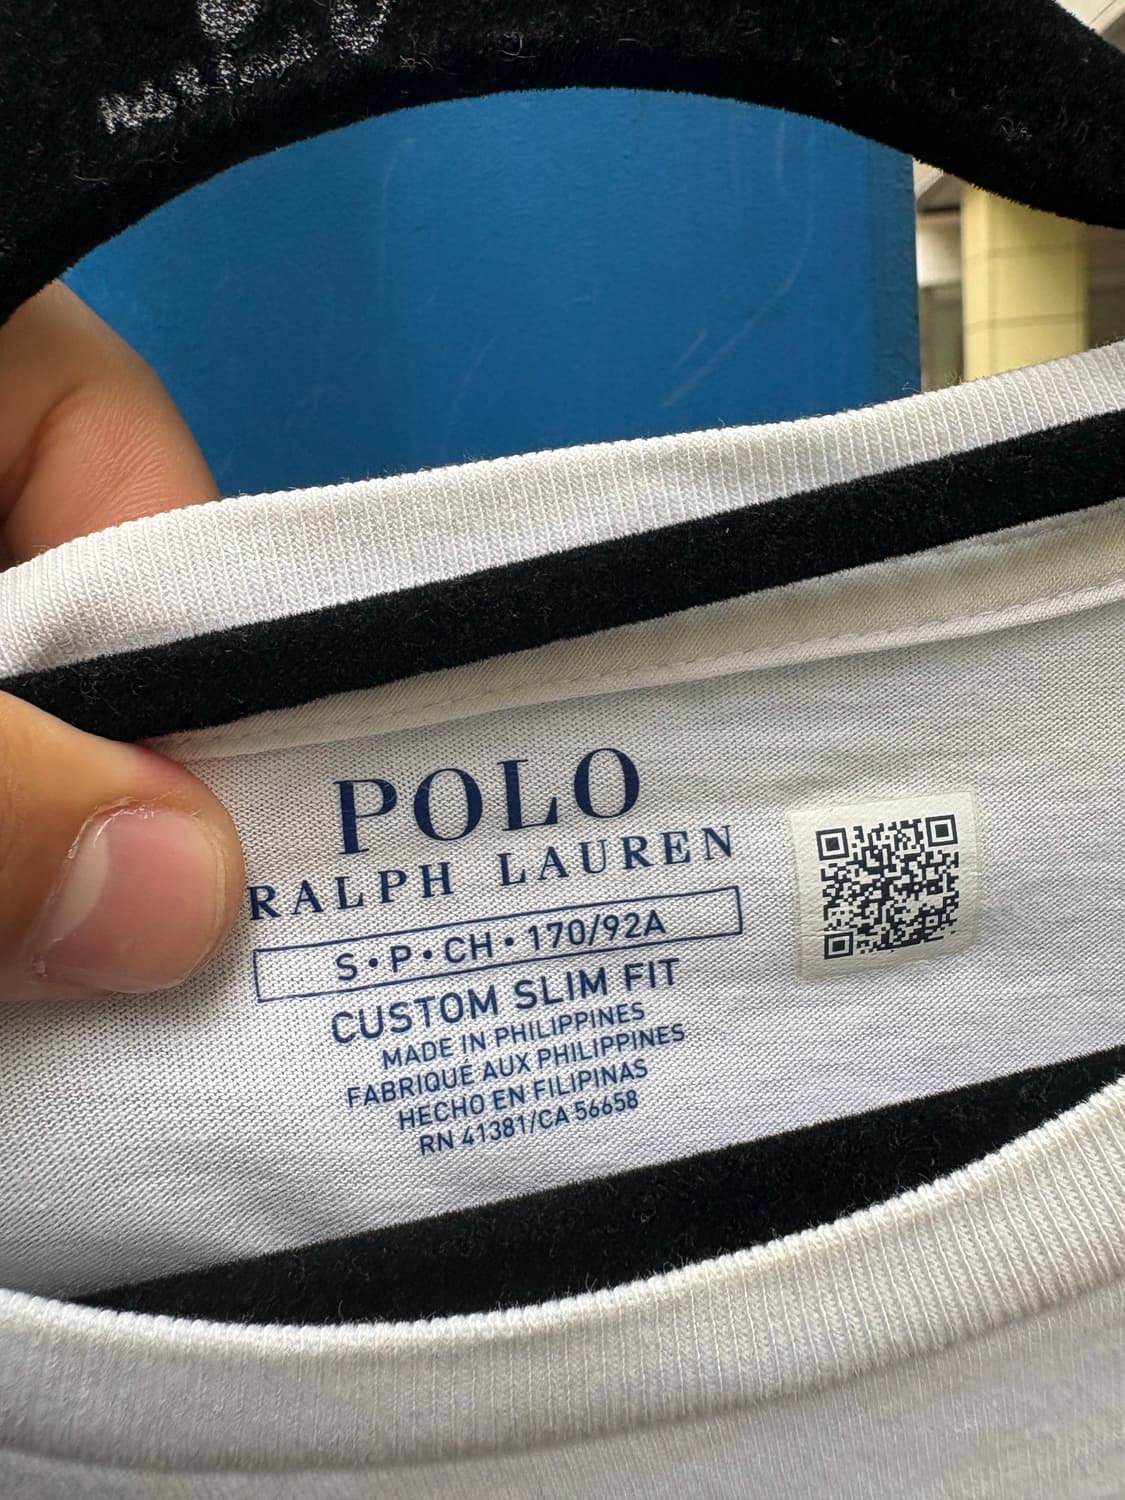 POLO
RALPH LAUREN
S • P • CH • 170/92A
CUSTOM SLIM FIT
MADE IN PHILIPPINES
FABRIQUÉ AUX PHILIPPINES
HECHO EN FILIPINAS
RN 41381/CA 56658